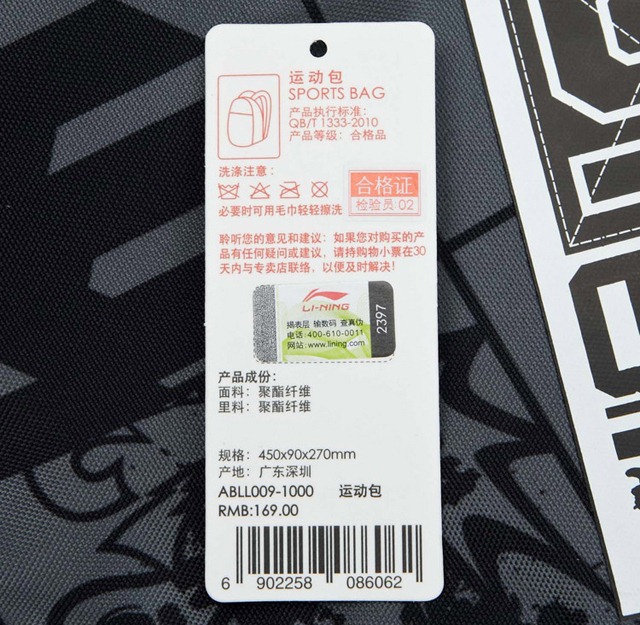 运动包
SPORTS BAG
产品执行标准：
QB/T 1333-2010
产品等级：合格品
洗涤注意：
必要时可用毛巾轻轻擦洗
合格证
检验员:02
聆听您的意见和建议：如果您对购买的产
品有任何疑问或建议，请持购物小票在30
天内与专卖店联络，以便及时解决！
LI-NING
揭表层 输数码 查真伪
电话:400-610-0011
网站:www.lining.com
2397
产品成份：
面料：聚酯纤维
里料：聚酯纤维
规格：450x90x270mm
产地：广东深圳
ABLL009-1000 运动包
RMB:169.00
6 902258 086062